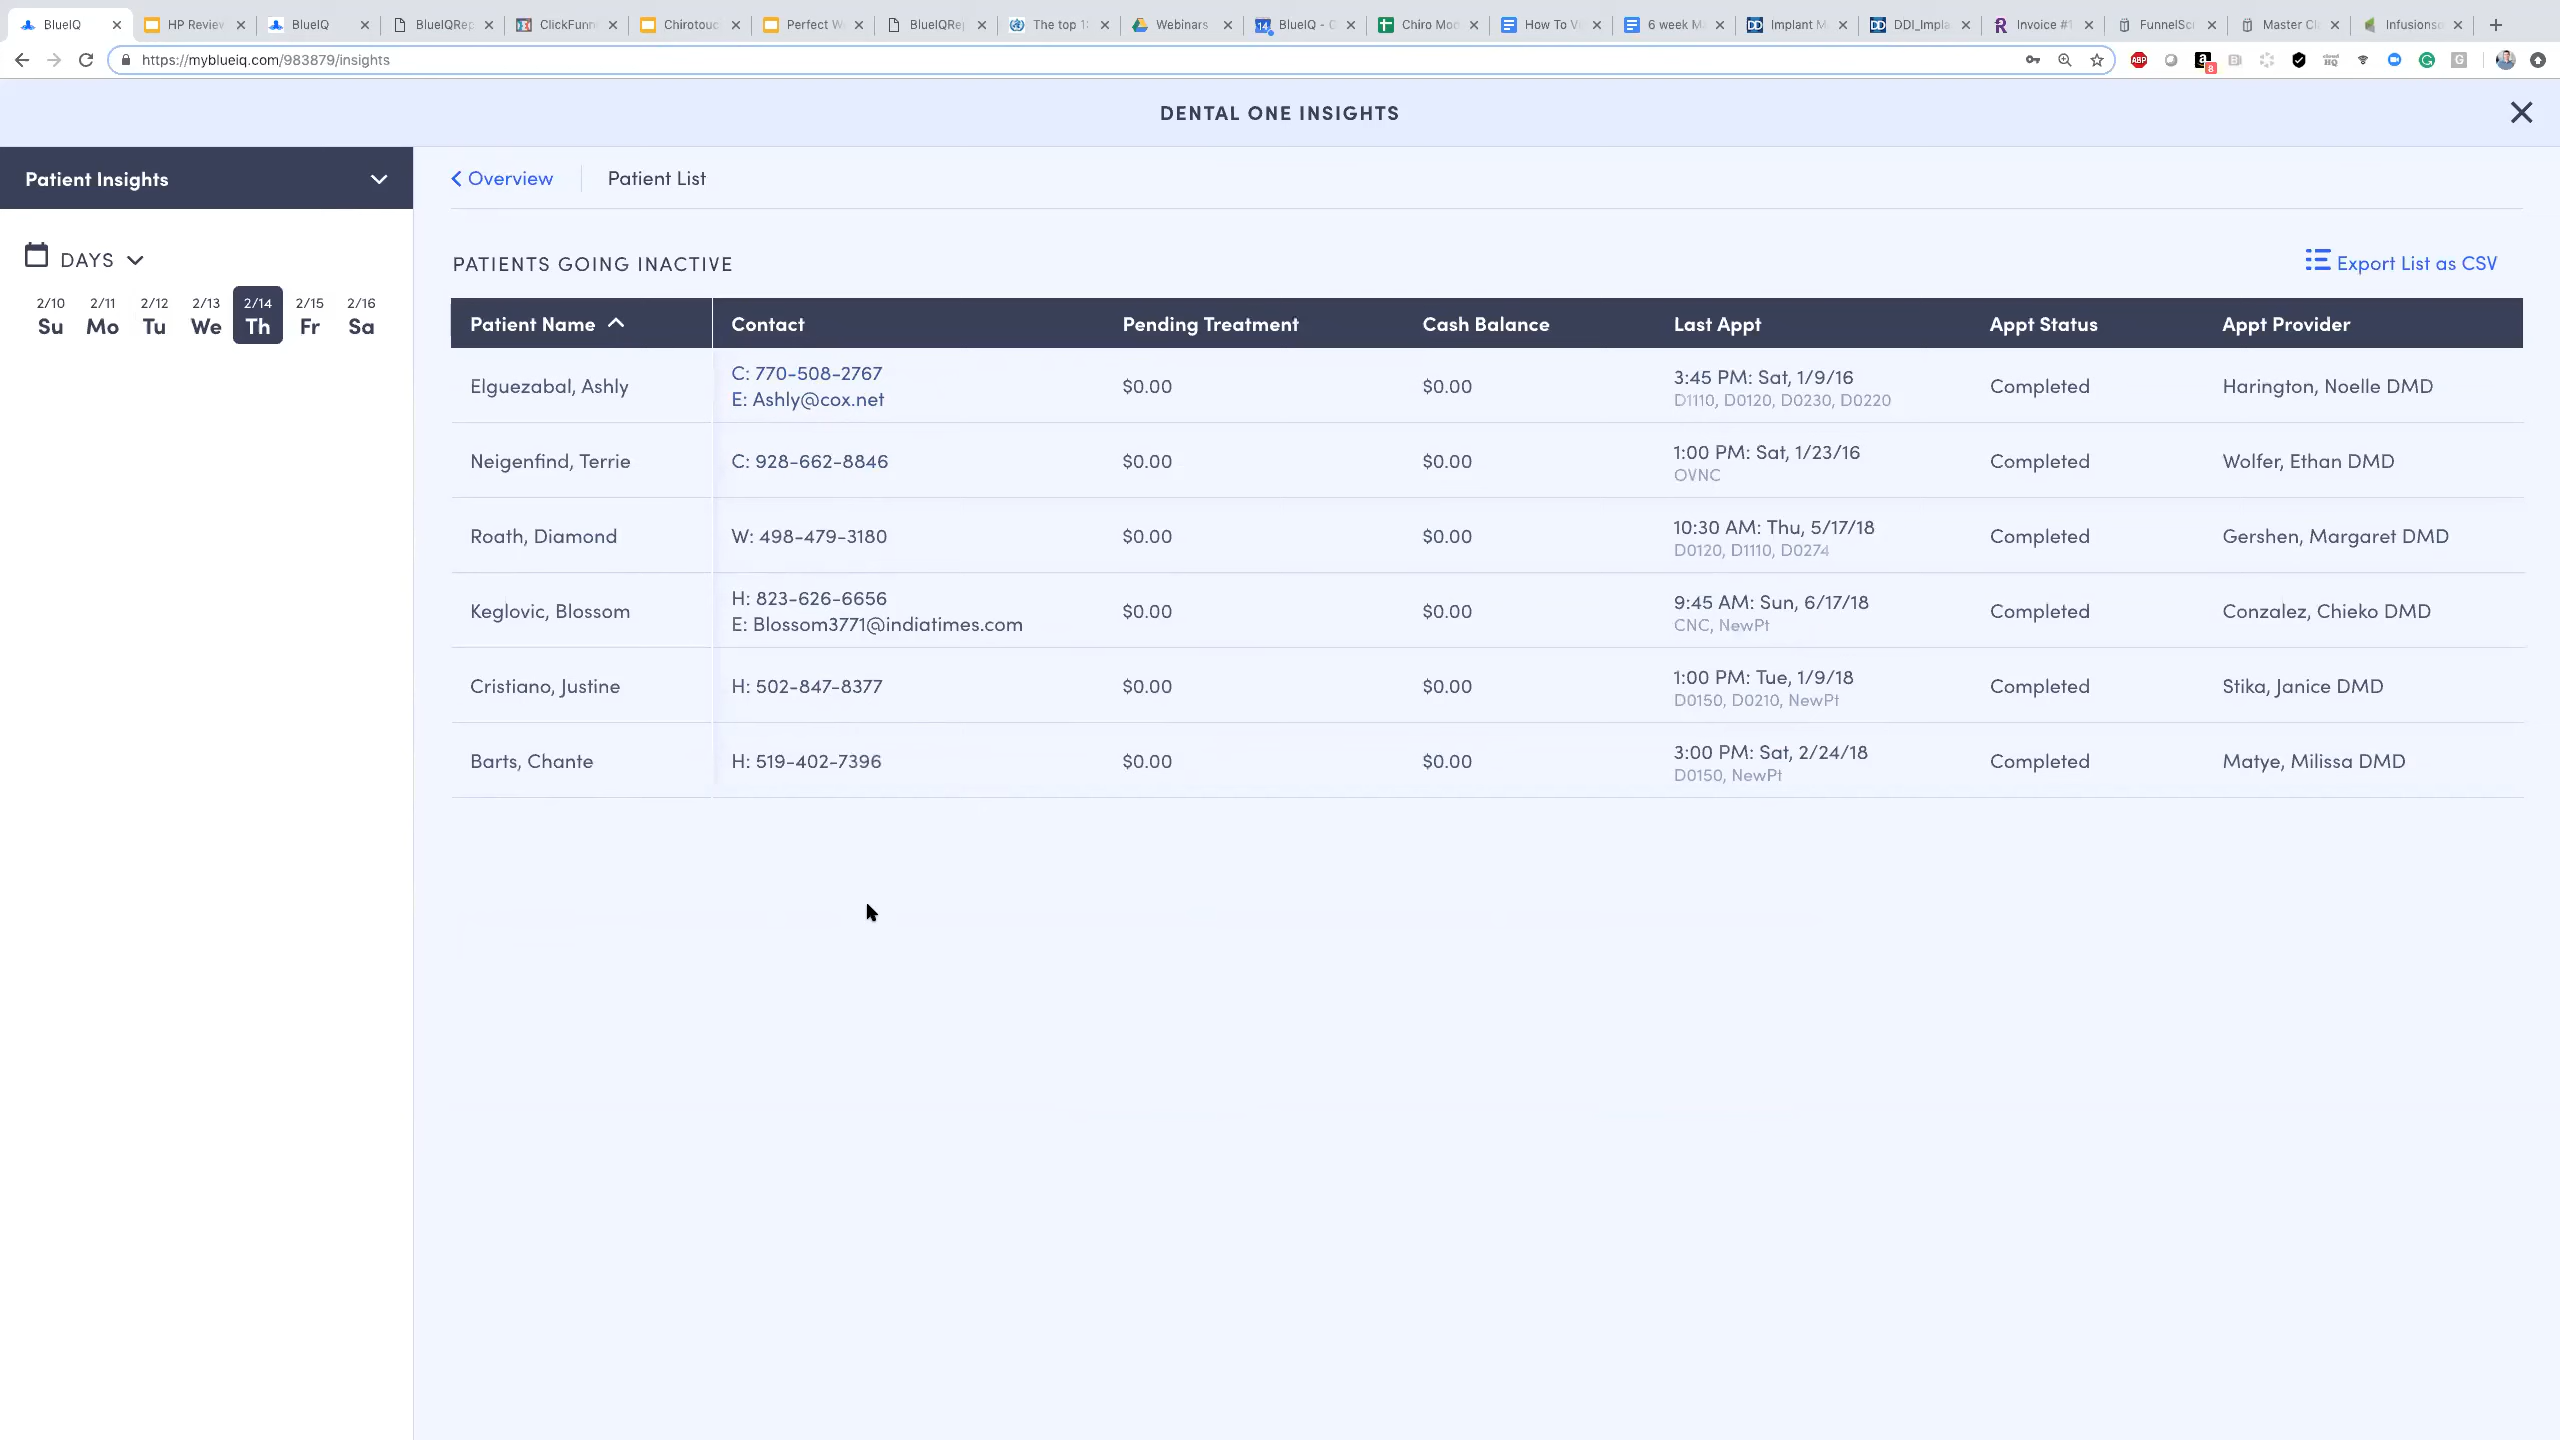 BlueIQ
HP Review
BlueIQ
BlueIQRep
ClickFunn
Chirotouc
Perfect W
BlueIQRe
The top 1
Webinars
BlueIQ - C
Chiro Moc
How To V
6 week M
Implant M
DDI_Impla
Invoice #1
FunnelScr
Master Cl
Infusionso
https://myblueiq.com/983879/insights
DENTAL ONE INSIGHTS
Patient Insights
Overview
Patient List
DAYS
2/10 2/11 2/12 2/13 2/14 2/15 2/16
Su Mo Tu We Th Fr Sa
PATIENTS GOING INACTIVE
Export List as CSV
Patient Name Contact Pending Treatment Cash Balance Last Appt Appt Status Appt Provider
Elguezabal, Ashly
C: 770-508-2767
E: Ashly@cox.net
$0.00
$0.00
3:45 PM: Sat, 1/9/16
D1110, D0120, D0230, D0220
Completed
Harington, Noelle DMD
Neigenfind, Terrie
C: 928-662-8846
$0.00
$0.00
1:00 PM: Sat, 1/23/16
OVNC
Completed
Wolfer, Ethan DMD
Roath, Diamond
W: 498-479-3180
$0.00
$0.00
10:30 AM: Thu, 5/17/18
D0120, D1110, D0274
Completed
Gershen, Margaret DMD
Keglovic, Blossom
H: 823-626-6656
E: Blossom3771@indiatimes.com
$0.00
$0.00
9:45 AM: Sun, 6/17/18
CNC, NewPt
Completed
Conzalez, Chieko DMD
Cristiano, Justine
H: 502-847-8377
$0.00
$0.00
1:00 PM: Tue, 1/9/18
D0150, D0210, NewPt
Completed
Stika, Janice DMD
Barts, Chante
H: 519-402-7396
$0.00
$0.00
3:00 PM: Sat, 2/24/18
D0150, NewPt
Completed
Matye, Milissa DMD